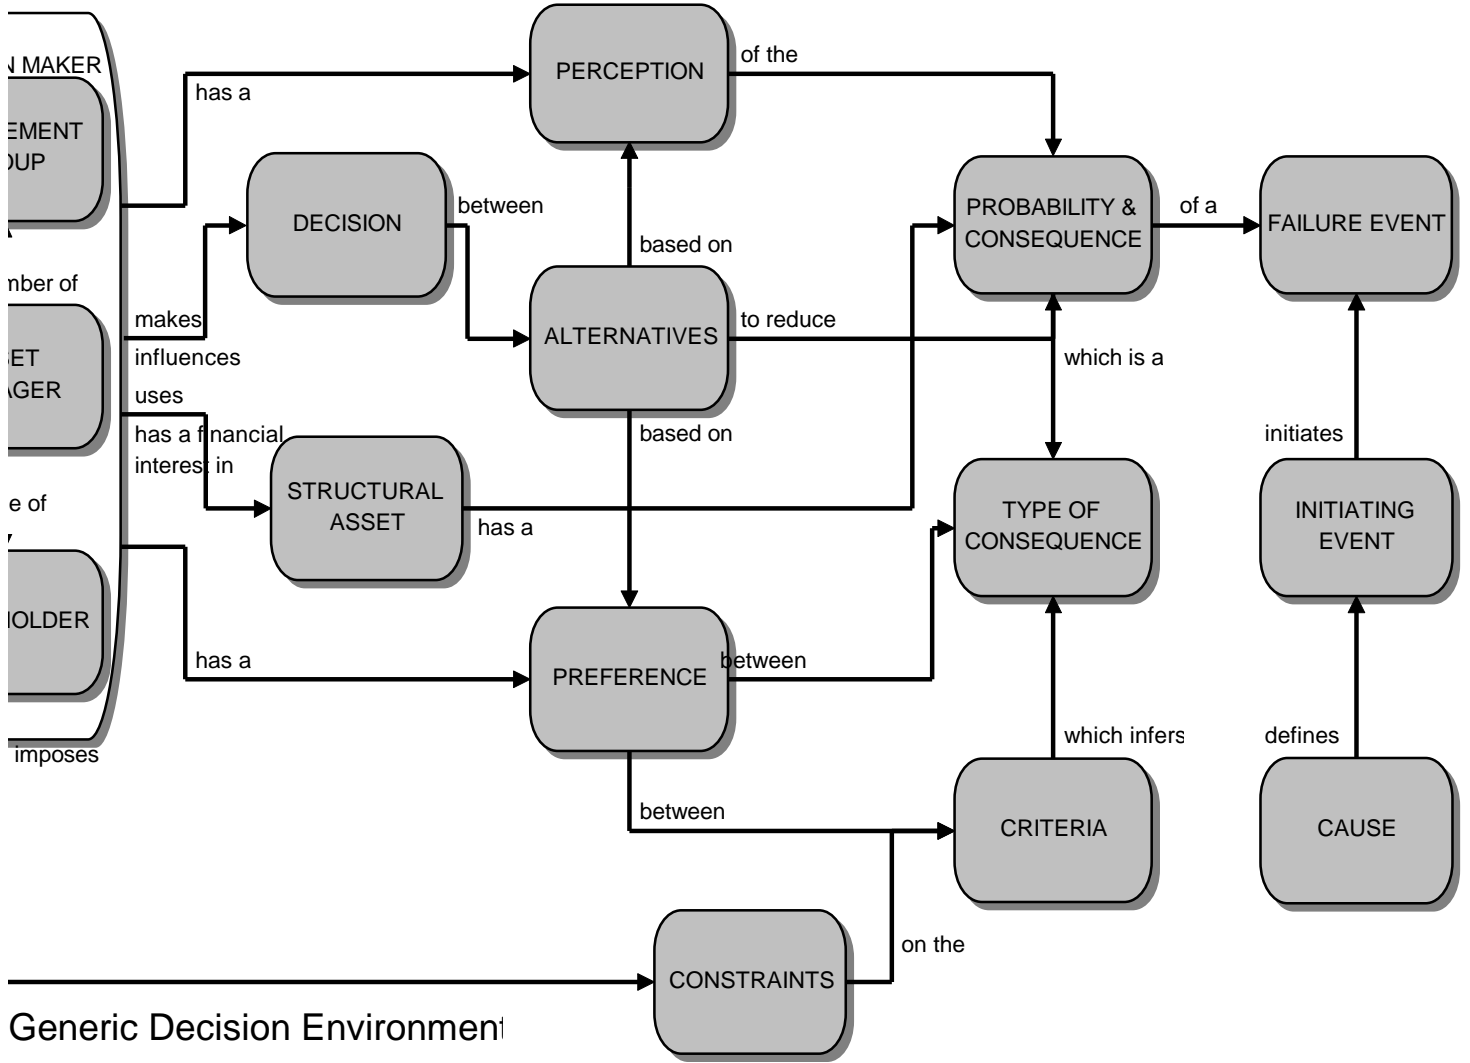 PERCEPTION
of the
N MAKER
has a
EMENT
OUP
DECISION
between
PROBABILITY &
CONSEQUENCE
of a
FAILURE EVENT
based on
mber of
makes
influences
ALTERNATIVES
to reduce
which is a
SET
AGER
uses
has a financial
interest in
based on
initiates
STRUCTURAL
ASSET
has a
TYPE OF
CONSEQUENCE
INITIATING
EVENT
e of
HOLDER
has a
PREFERENCE
between
imposes
which infers
defines
between
CRITERIA
CAUSE
on the
CONSTRAINTS
Generic Decision Environment